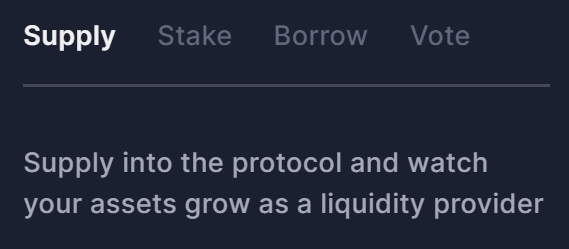 Supply Stake Borrow Vote
Supply into the protocol and watch
your assets grow as a liquidity provider